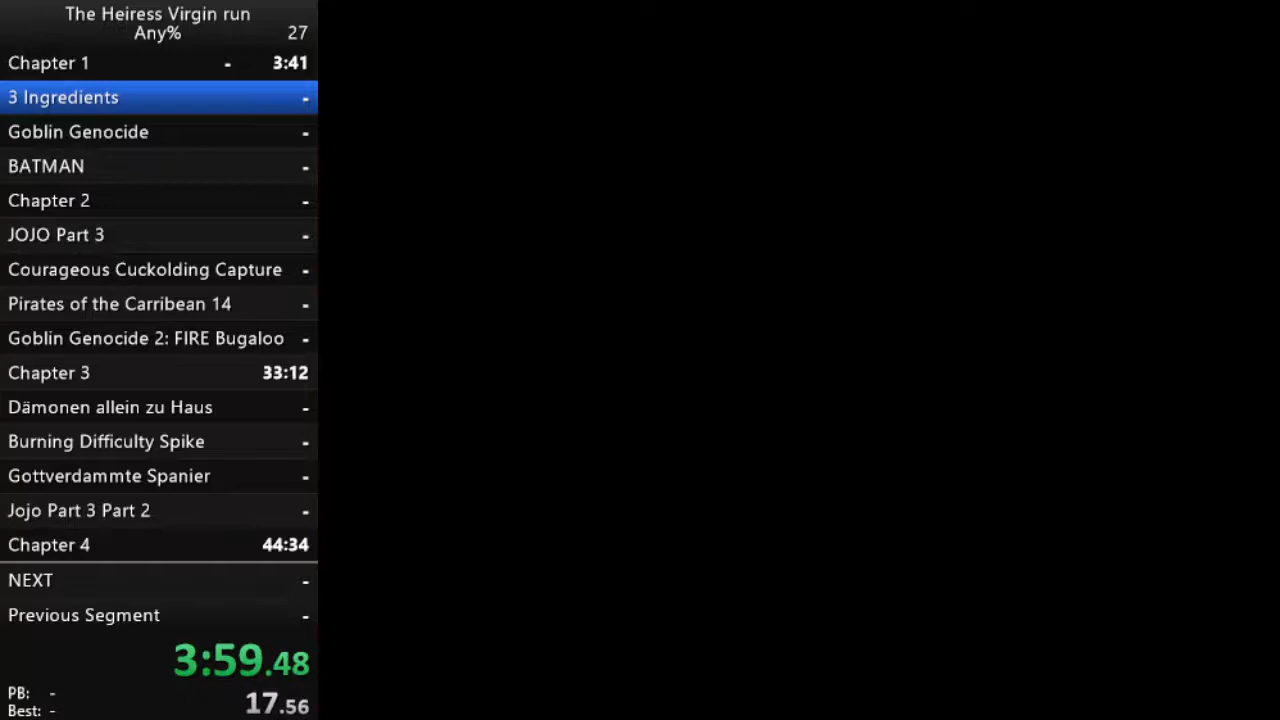 The Heiress Virgin run
Any% 27
Chapter 1 - 3:41
3 Ingredients -
Goblin Genocide -
BATMAN -
Chapter 2 -
JOJO Part 3 -
Courageous Cuckolding Capture -
Pirates of the Carribean 14 -
Goblin Genocide 2: FIRE Bugaloo -
Chapter 3 33:12
Dämonen allein zu Haus -
Burning Difficulty Spike -
Gottverdammte Spanier -
Jojo Part 3 Part 2 -
Chapter 4 44:34
NEXT -
Previous Segment -
3:59.48
PB: -
Best: - 17.56